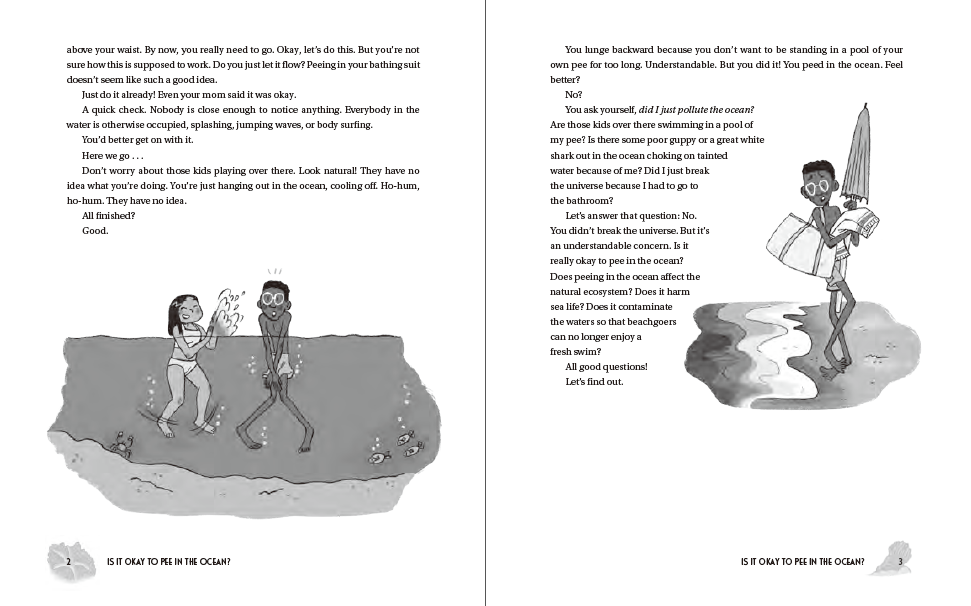 above your waist. By now, you really need to go. Okay, let’s do this. But you’re not
sure how this is supposed to work. Do you just let it flow? Peeing in your bathing suit
doesn’t seem like such a good idea.
Just do it already! Even your mom said it was okay.
A quick check. Nobody is close enough to notice anything. Everybody in the
water is otherwise occupied, splashing, jumping waves, or body surfing.
You’d better get on with it.
Here we go . . .
Don’t worry about those kids playing over there. Look natural! They have no
idea what you’re doing. You’re just hanging out in the ocean, cooling off. Ho-hum,
ho-hum. They have no idea.
All finished?
Good.
2
IS IT OKAY TO PEE IN THE OCEAN?
You lunge backward because you don’t want to be standing in a pool of your
own pee for too long. Understandable. But you did it! You peed in the ocean. Feel
better?
No?
You ask yourself, did I just pollute the ocean?
Are those kids over there swimming in a pool of
my pee? Is there some poor guppy or a great white
shark out in the ocean choking on tainted
water because of me? Did I just break
the universe because I had to go to
the bathroom?
Let’s answer that question: No.
You didn’t break the universe. But it’s
an understandable concern. Is it
really okay to pee in the ocean?
Does peeing in the ocean affect the
natural ecosystem? Does it harm
sea life? Does it contaminate
the waters so that beachgoers
can no longer enjoy a
fresh swim?
All good questions!
Let’s find out.
IS IT OKAY TO PEE IN THE OCEAN?
3